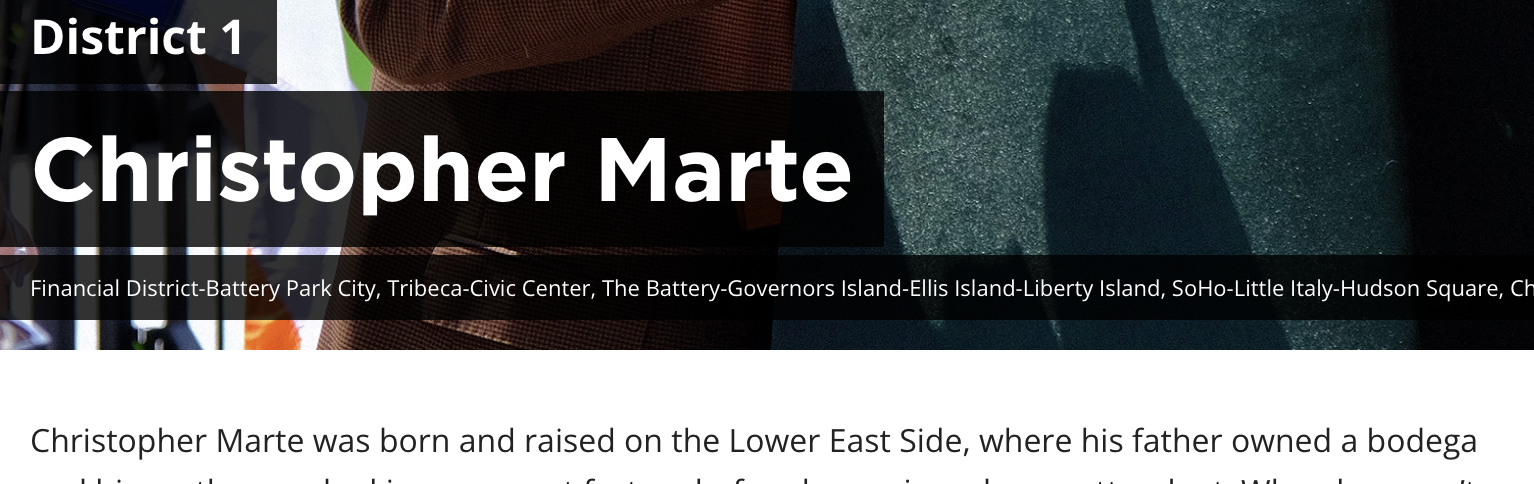 District 1
Christopher Marte
Financial District-Battery Park City, Tribeca-Civic Center, The Battery-Governors Island-Ellis Island-Liberty Island, SoHo-Little Italy-Hudson Square, Ch
Christopher Marte was born and raised on the Lower East Side, where his father owned a bodega